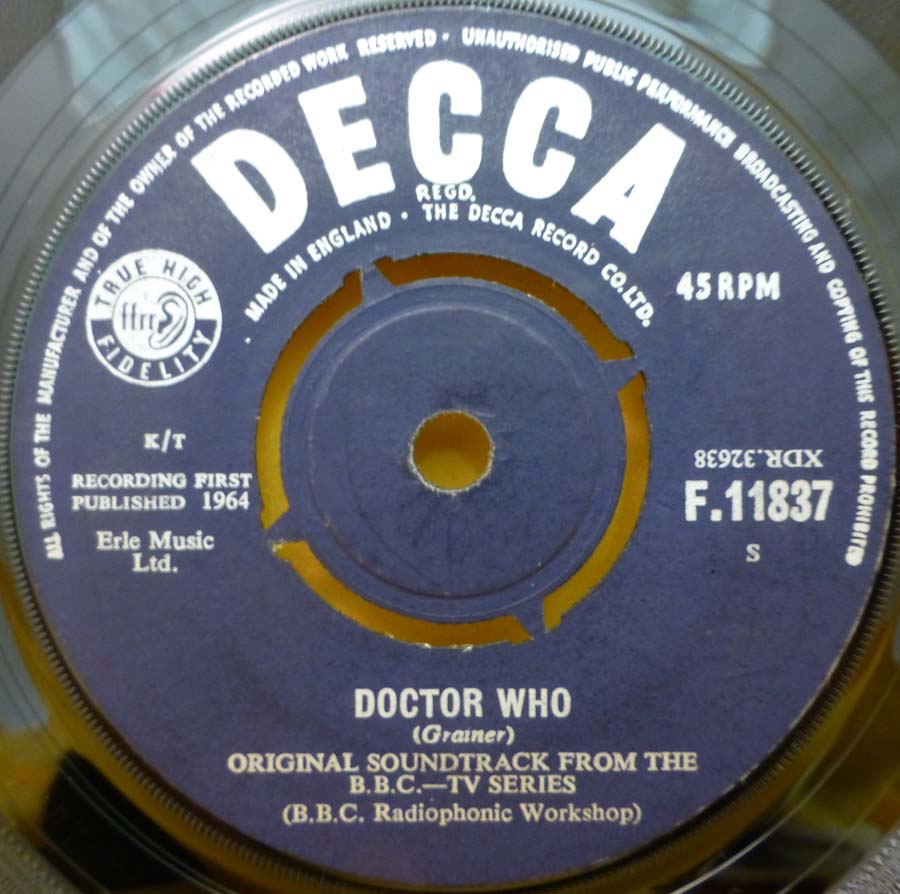 ALL RIGHTS OF THE MANUFACTURER AND OF THE OWNER OF THE RECORDED WORK RESERVED · UNAUTHORISED PUBLIC PERFORMANCE BROADCASTING AND COPYING OF THIS RECORD PROHIBITED
DECCA
REGD.
· MADE IN ENGLAND · THE DECCA RECORD CO. LTD.
TRUE HIGH
ffrr
FIDELITY
45 RPM
K/T
RECORDING FIRST
PUBLISHED 1964
Erle Music
Ltd.
XDR.32638
F.11837
S
DOCTOR WHO
(Grainer)
ORIGINAL SOUNDTRACK FROM THE
B.B.C.—TV SERIES
(B.B.C. Radiophonic Workshop)